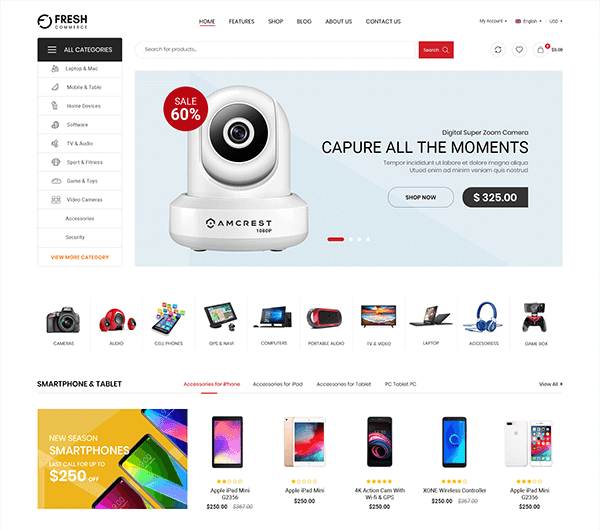 FRESH
COMMERCE
HOME FEATURES SHOP BLOG ABOUT US CONTACT US
My Account English USD
ALL CATEGORIES
Search for products...
Search
0
$0.00
Laptop & Mac
Mobile & Table
Home Devices
Software
TV & Audio
Sport & Fitness
Game & Toys
Video Cameras
Accessories
Security
VIEW MORE CATEGORY
SALE
60%
AMCREST
1080P
Digital Super Zoom Camera
CAPURE ALL THE MOMENTS
Tempor incididunt ut labore et dolore magna aliqua
Utuod enim ad minim veniam quis nostrud
SHOP NOW
$ 325.00
CAMERAS
AUDIO
CELL PHONES
GPS & NAVI
COMPUTERS
PORTABLE AUDIO
TV & VIDEO
LAPTOP
ACCESORIESS
GAME BOX
SMARTPHONE & TABLET
Accessories for iPhone
Accessories for iPad
Accessories for Tablet
PC Tablet PC
View All
NEW SEASON
SMARTPHONES
LAST CALL FOR UP TO
$250 OFF
Apple iPad Mini
G2356
$250.00 $367.00
Apple iPad Mini
$250.00
4K Action Cam With
Wi-fi & GPS
$250.00
XONE Wireless Controller
$250.00
Apple iPad Mini
G2356
$250.00 $367.00